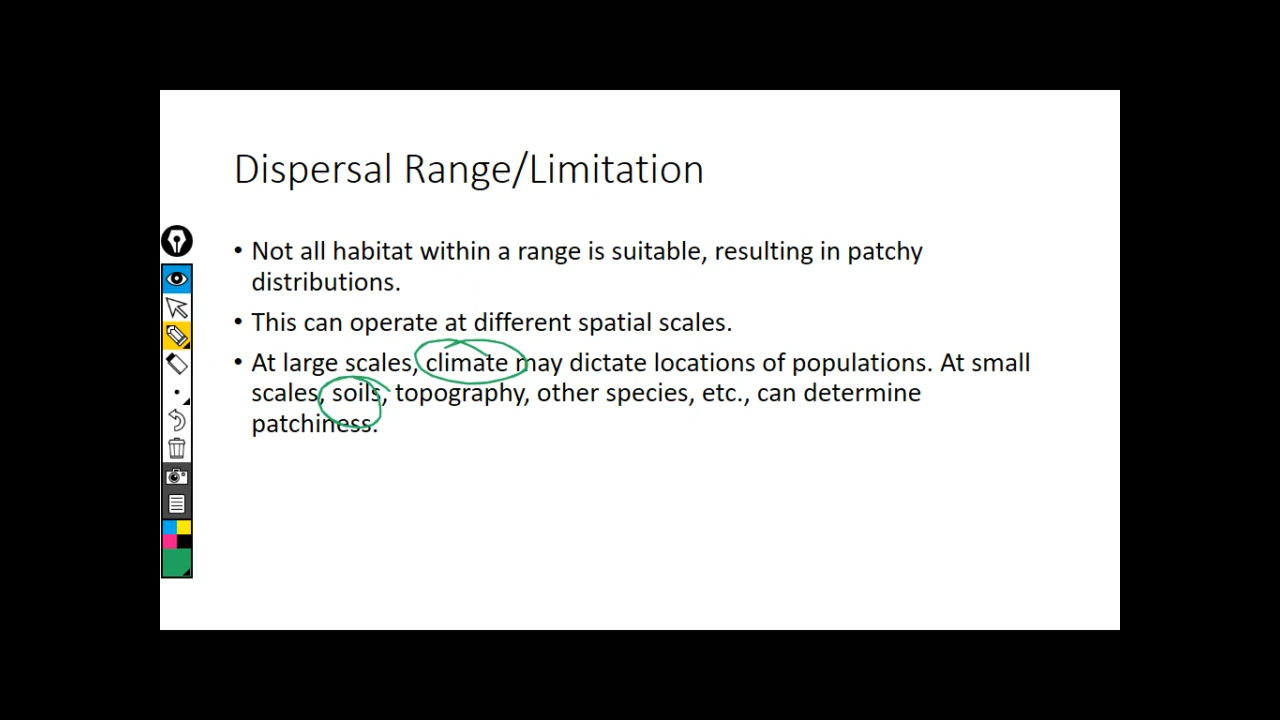 Dispersal Range/Limitation
• Not all habitat within a range is suitable, resulting in patchy
distributions.
• This can operate at different spatial scales.
• At large scales, climate may dictate locations of populations. At small
scales, soils, topography, other species, etc., can determine
patchiness.